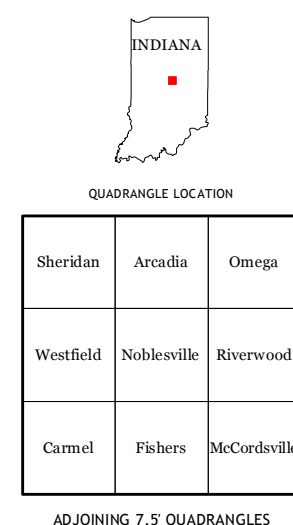 INDIANA
QUADRANGLE LOCATION
Sheridan Arcadia Omega
Westfield Noblesville Riverwood
Carmel Fishers McCordsville
ADJOINING 7.5' QUADRANGLES